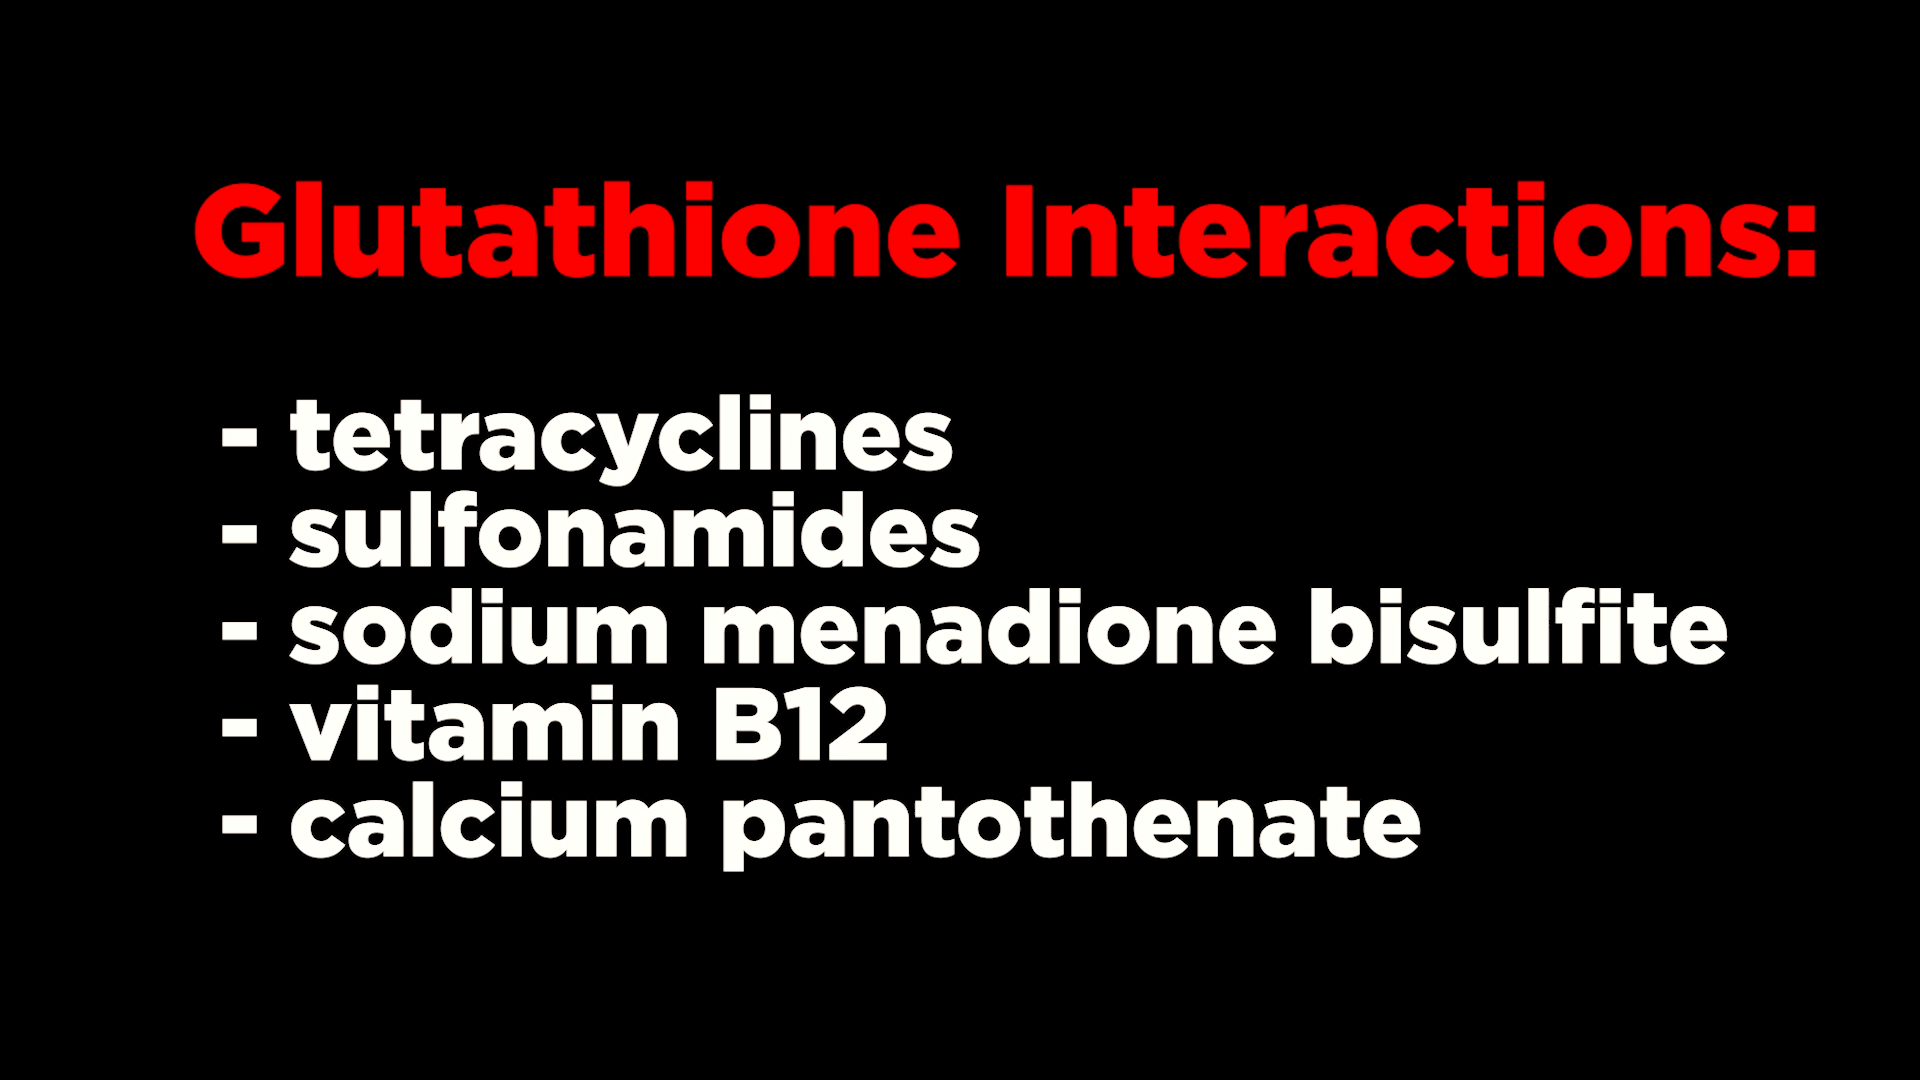 Glutathione Interactions:
- tetracyclines
- sulfonamides
- sodium menadione bisulfite
- vitamin B12
- calcium pantothenate